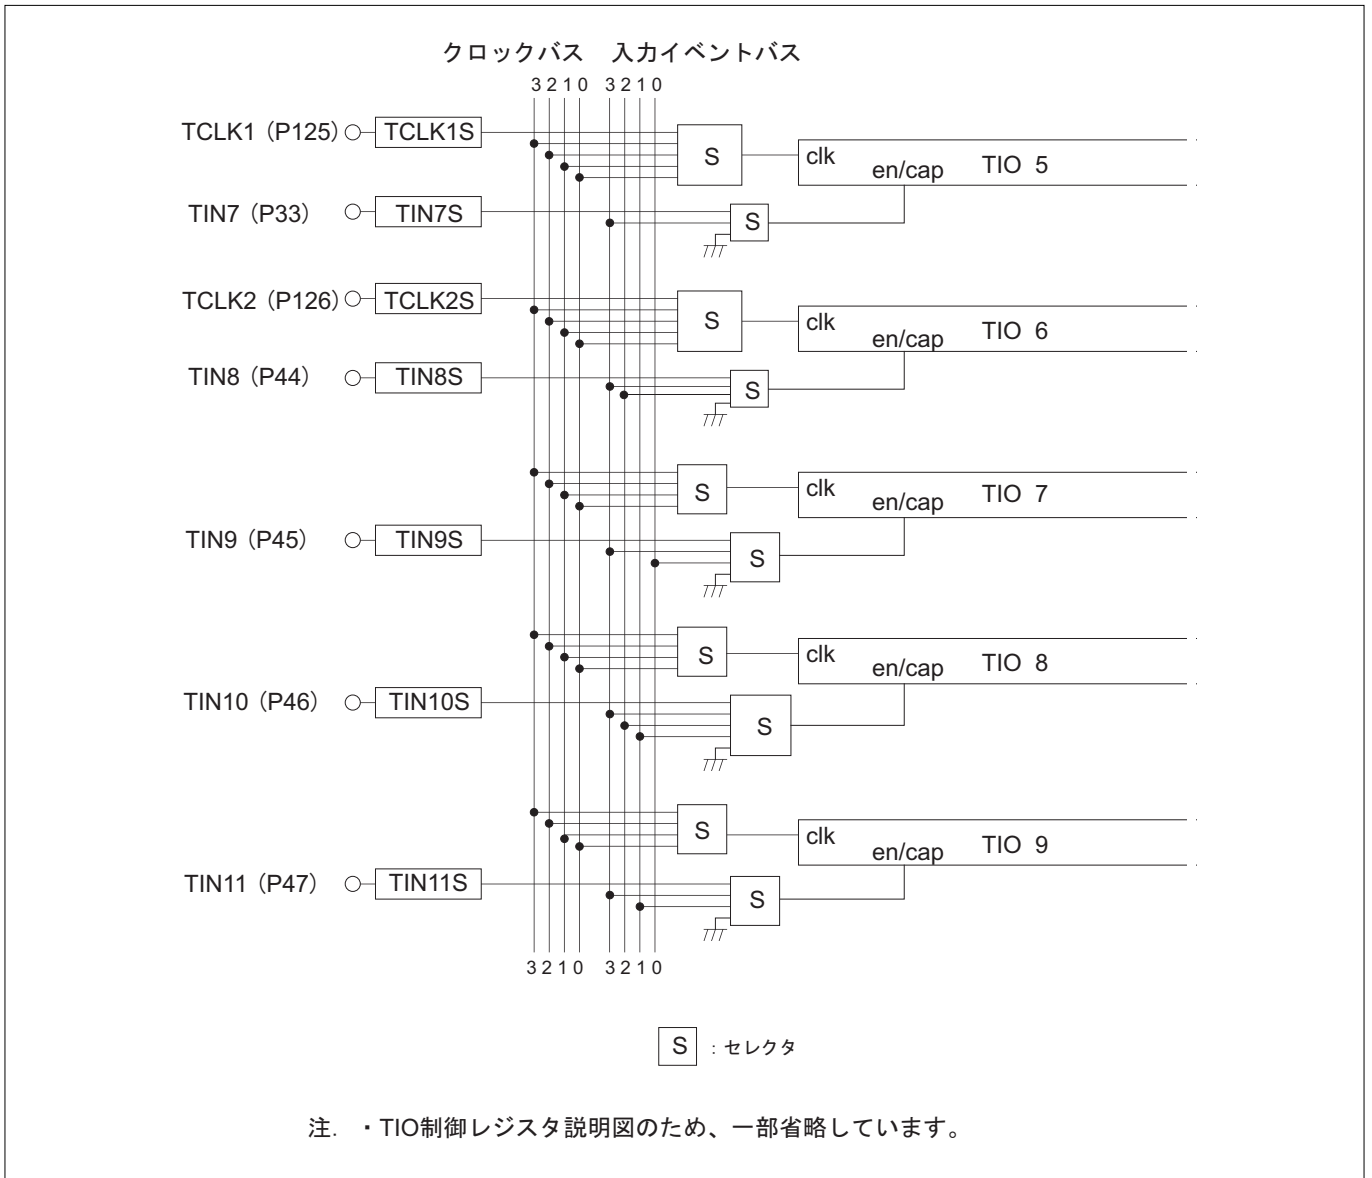 クロックバス 入力イベントバス
3 2 1 0 3 2 1 0
TCLK1 (P125) TCLK1S S clk en/cap TIO 5
TIN7 (P33) TIN7S S
TCLK2 (P126) TCLK2S S clk en/cap TIO 6
TIN8 (P44) TIN8S S
S clk en/cap TIO 7
TIN9 (P45) TIN9S S
S clk en/cap TIO 8
TIN10 (P46) TIN10S S
S clk en/cap TIO 9
TIN11 (P47) TIN11S S
3 2 1 0 3 2 1 0
S : セレクタ
注. ・TIO制御レジスタ説明図のため、一部省略しています。